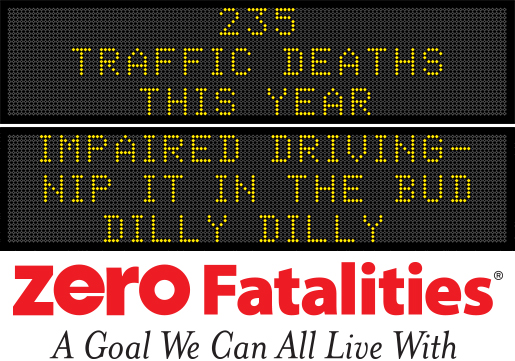 235
TRAFFIC DEATHS
THIS YEAR
IMPAIRED DRIVING-
NIP IT IN THE BUD
DILLY DILLY
zero Fatalities®
A Goal We Can All Live With